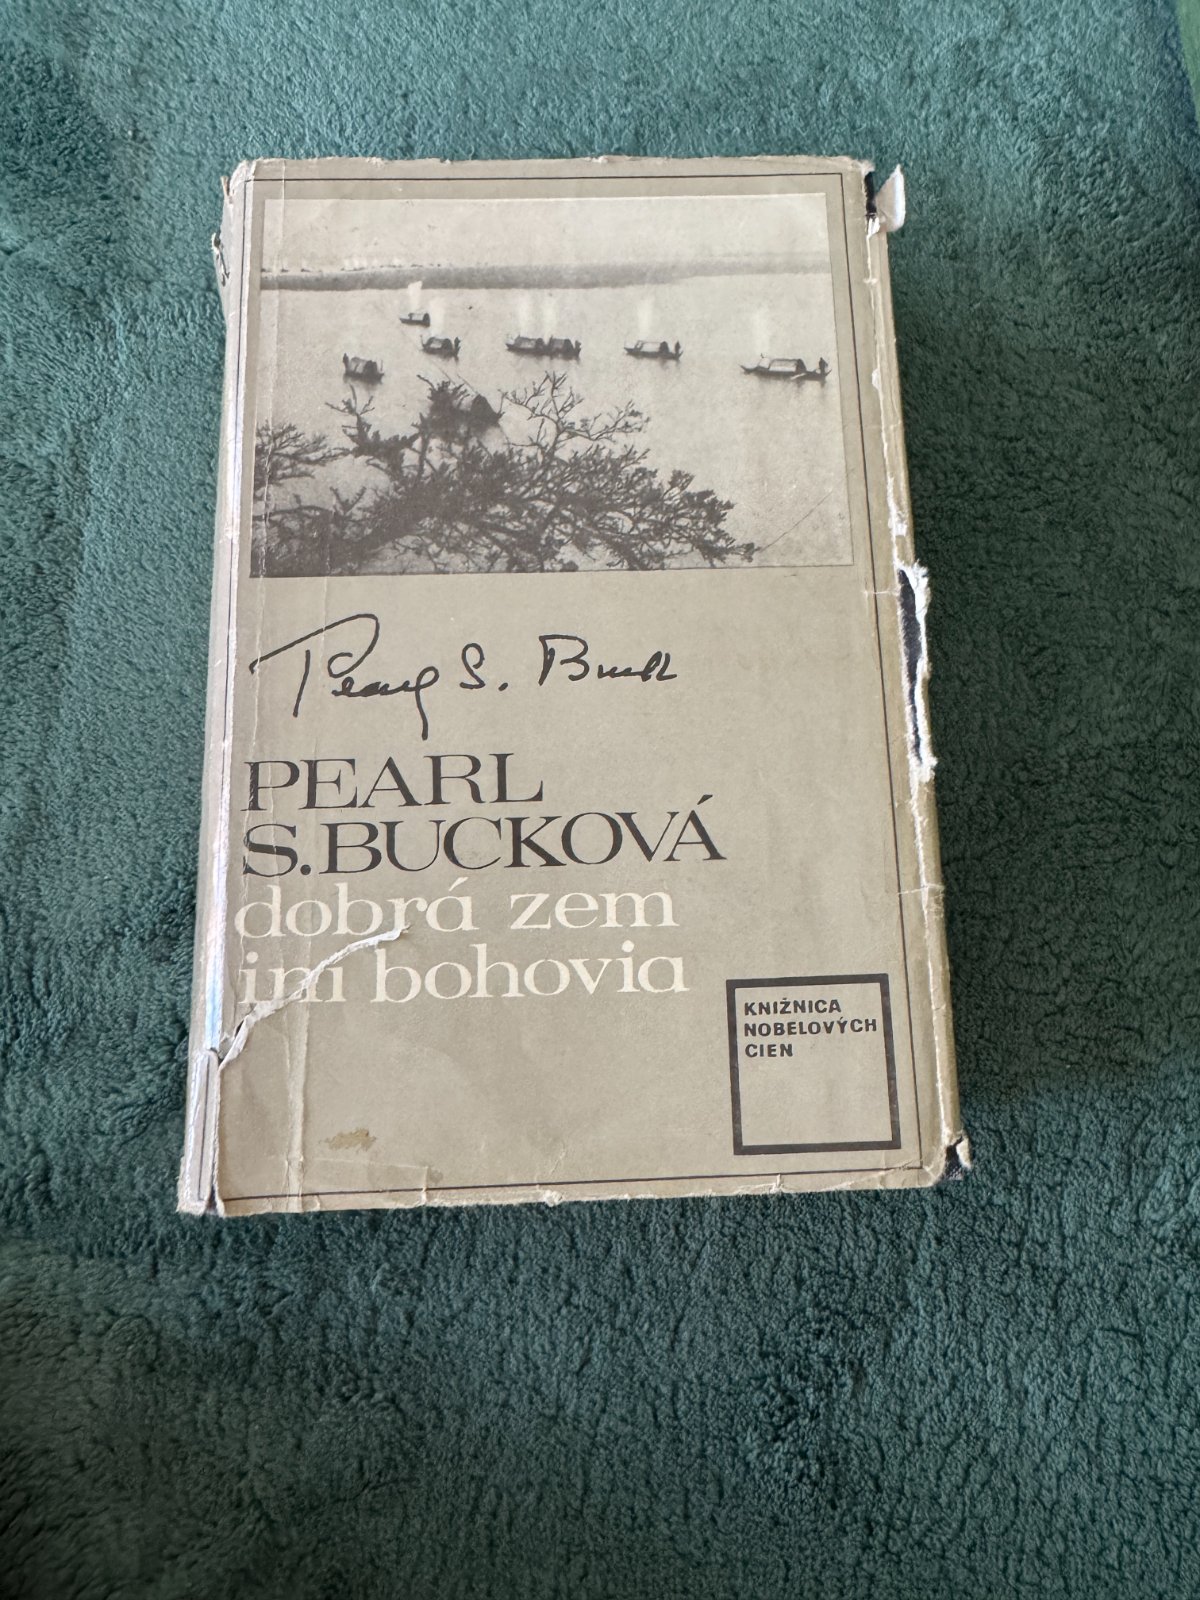 Pearl S. Buck
PEARL
S.BUCKOVÁ
dobrá zem
iní bohovia
KNIŽNICA
NOBELOVÝCH
CIEN